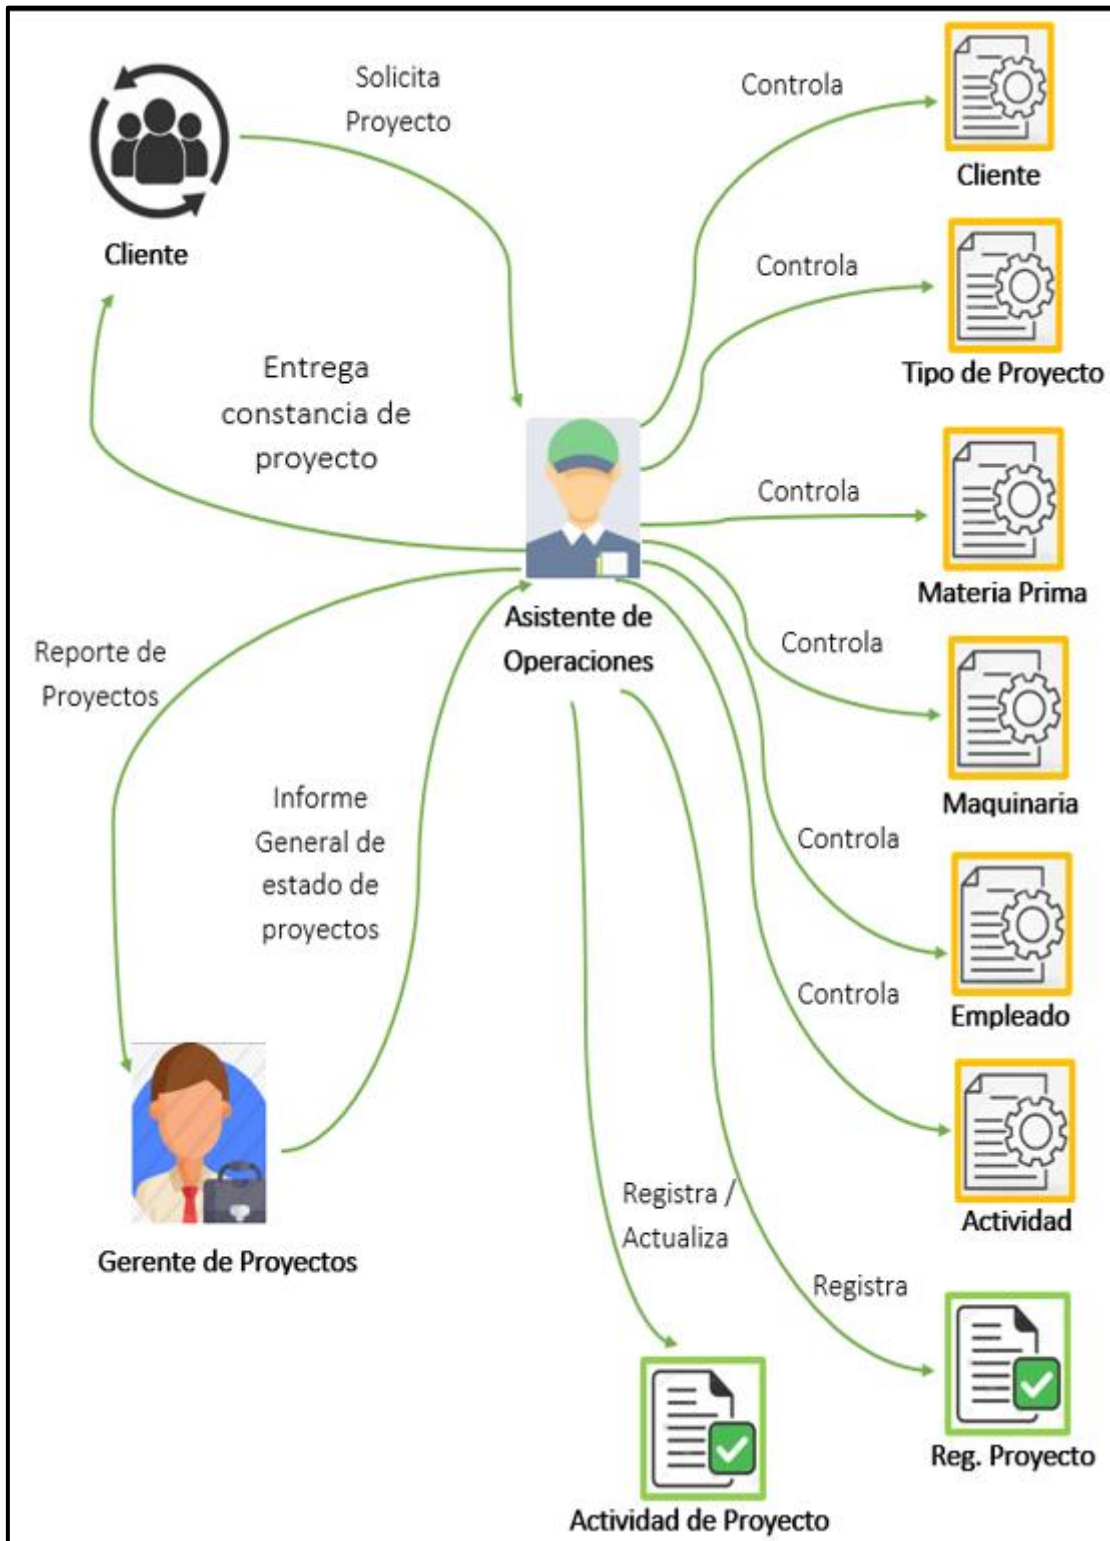 Solicita
Proyecto
Controla
Cliente
Cliente
Controla
Tipo de Proyecto
Entrega
constancia de
proyecto
Controla
Materia Prima
Asistente de
Operaciones
Controla
Maquinaria
Reporte de
Proyectos
Informe
General de
estado de
proyectos
Controla
Empleado
Controla
Actividad
Gerente de Proyectos
Registra /
Actualiza
Registra
Reg. Proyecto
Actividad de Proyecto